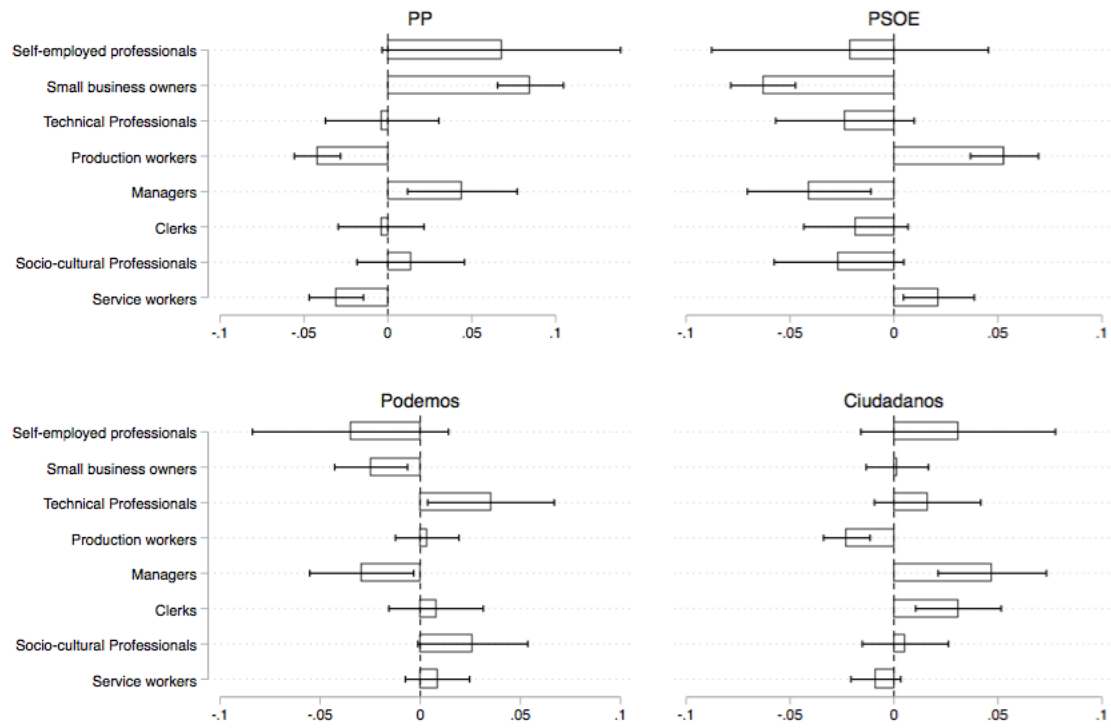 PP
PSOE
Self-employed professionals
Small business owners
Technical Professionals
Production workers
Managers
Clerks
Socio-cultural Professionals
Service workers
-.1 -.05 0 .05 .1
-.1 -.05 0 .05 .1
Podemos
Ciudadanos
Self-employed professionals
Small business owners
Technical Professionals
Production workers
Managers
Clerks
Socio-cultural Professionals
Service workers
-.1 -.05 0 .05 .1
-.1 -.05 0 .05 .1